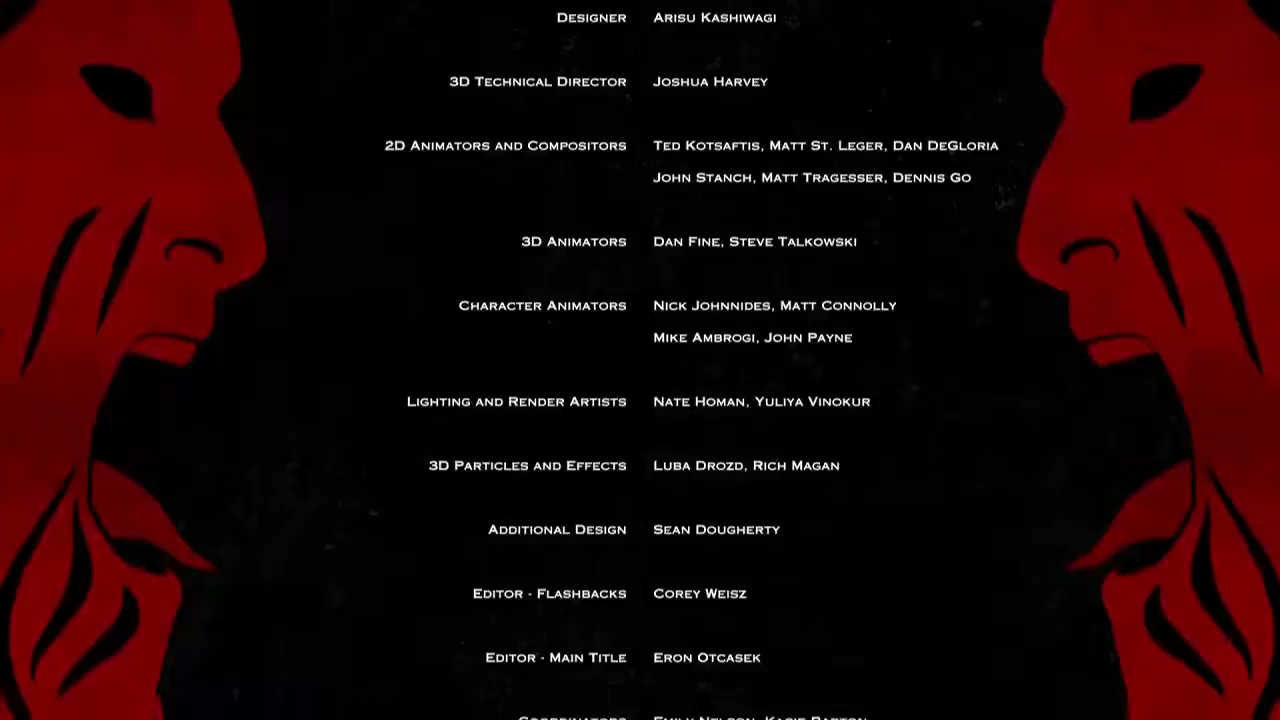 Designer Arisu Kashiwagi
3D Technical Director Joshua Harvey
2D Animators and Compositors Ted Kotsaftis, Matt St. Leger, Dan DeGloria
John Stanch, Matt Tragesser, Dennis Go
3D Animators Dan Fine, Steve Talkowski
Character Animators Nick Johnnides, Matt Connolly
Mike Ambrogi, John Payne
Lighting and Render Artists Nate Homan, Yuliya Vinokur
3D Particles and Effects Luba Drozd, Rich Magan
Additional Design Sean Dougherty
Editor - Flashbacks Corey Weisz
Editor - Main Title Eron Otcasek